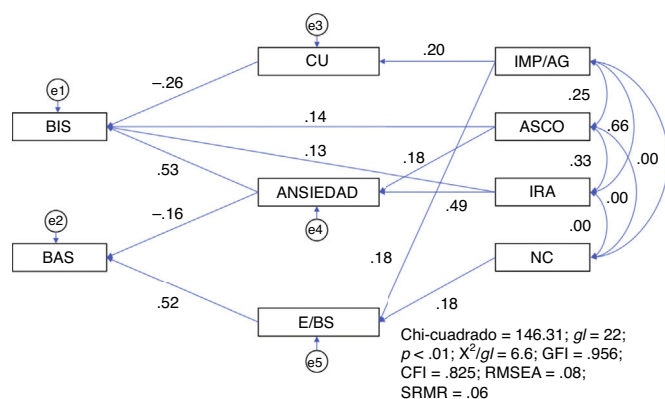 e3
CU
.20
IMP/AG
e1
–.26
.25
BIS
.14
ASCO
.66
.13
.18
.33
.00
.53
ANSIEDAD
IRA
.00
e2
–.16
e4
.49
.00
BAS
.18
NC
.52
.18
E/BS
e5
Chi-cuadrado = 146.31; gl = 22;
p < .01; X²/gl = 6.6; GFI = .956;
CFI = .825; RMSEA = .08;
SRMR = .06